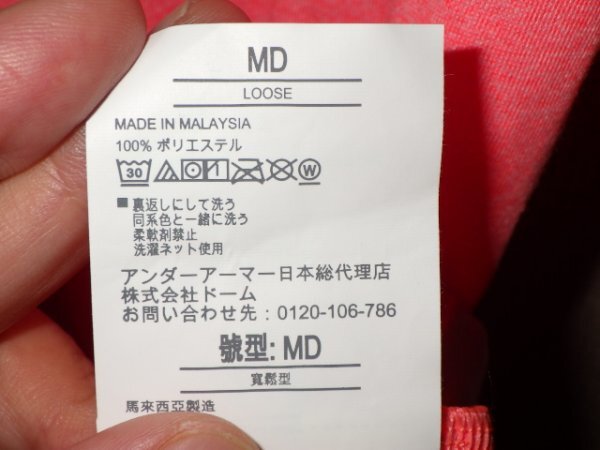 MD
LOOSE
MADE IN MALAYSIA
100% ポリエステル
30 W
■裏返しにして洗う
同系色と一緒に洗う
柔軟剤禁止
洗濯ネット使用
アンダーアーマー日本総代理店
株式会社ドーム
お問い合わせ先：0120-106-786
號型: MD
寬鬆型
馬來西亞製造